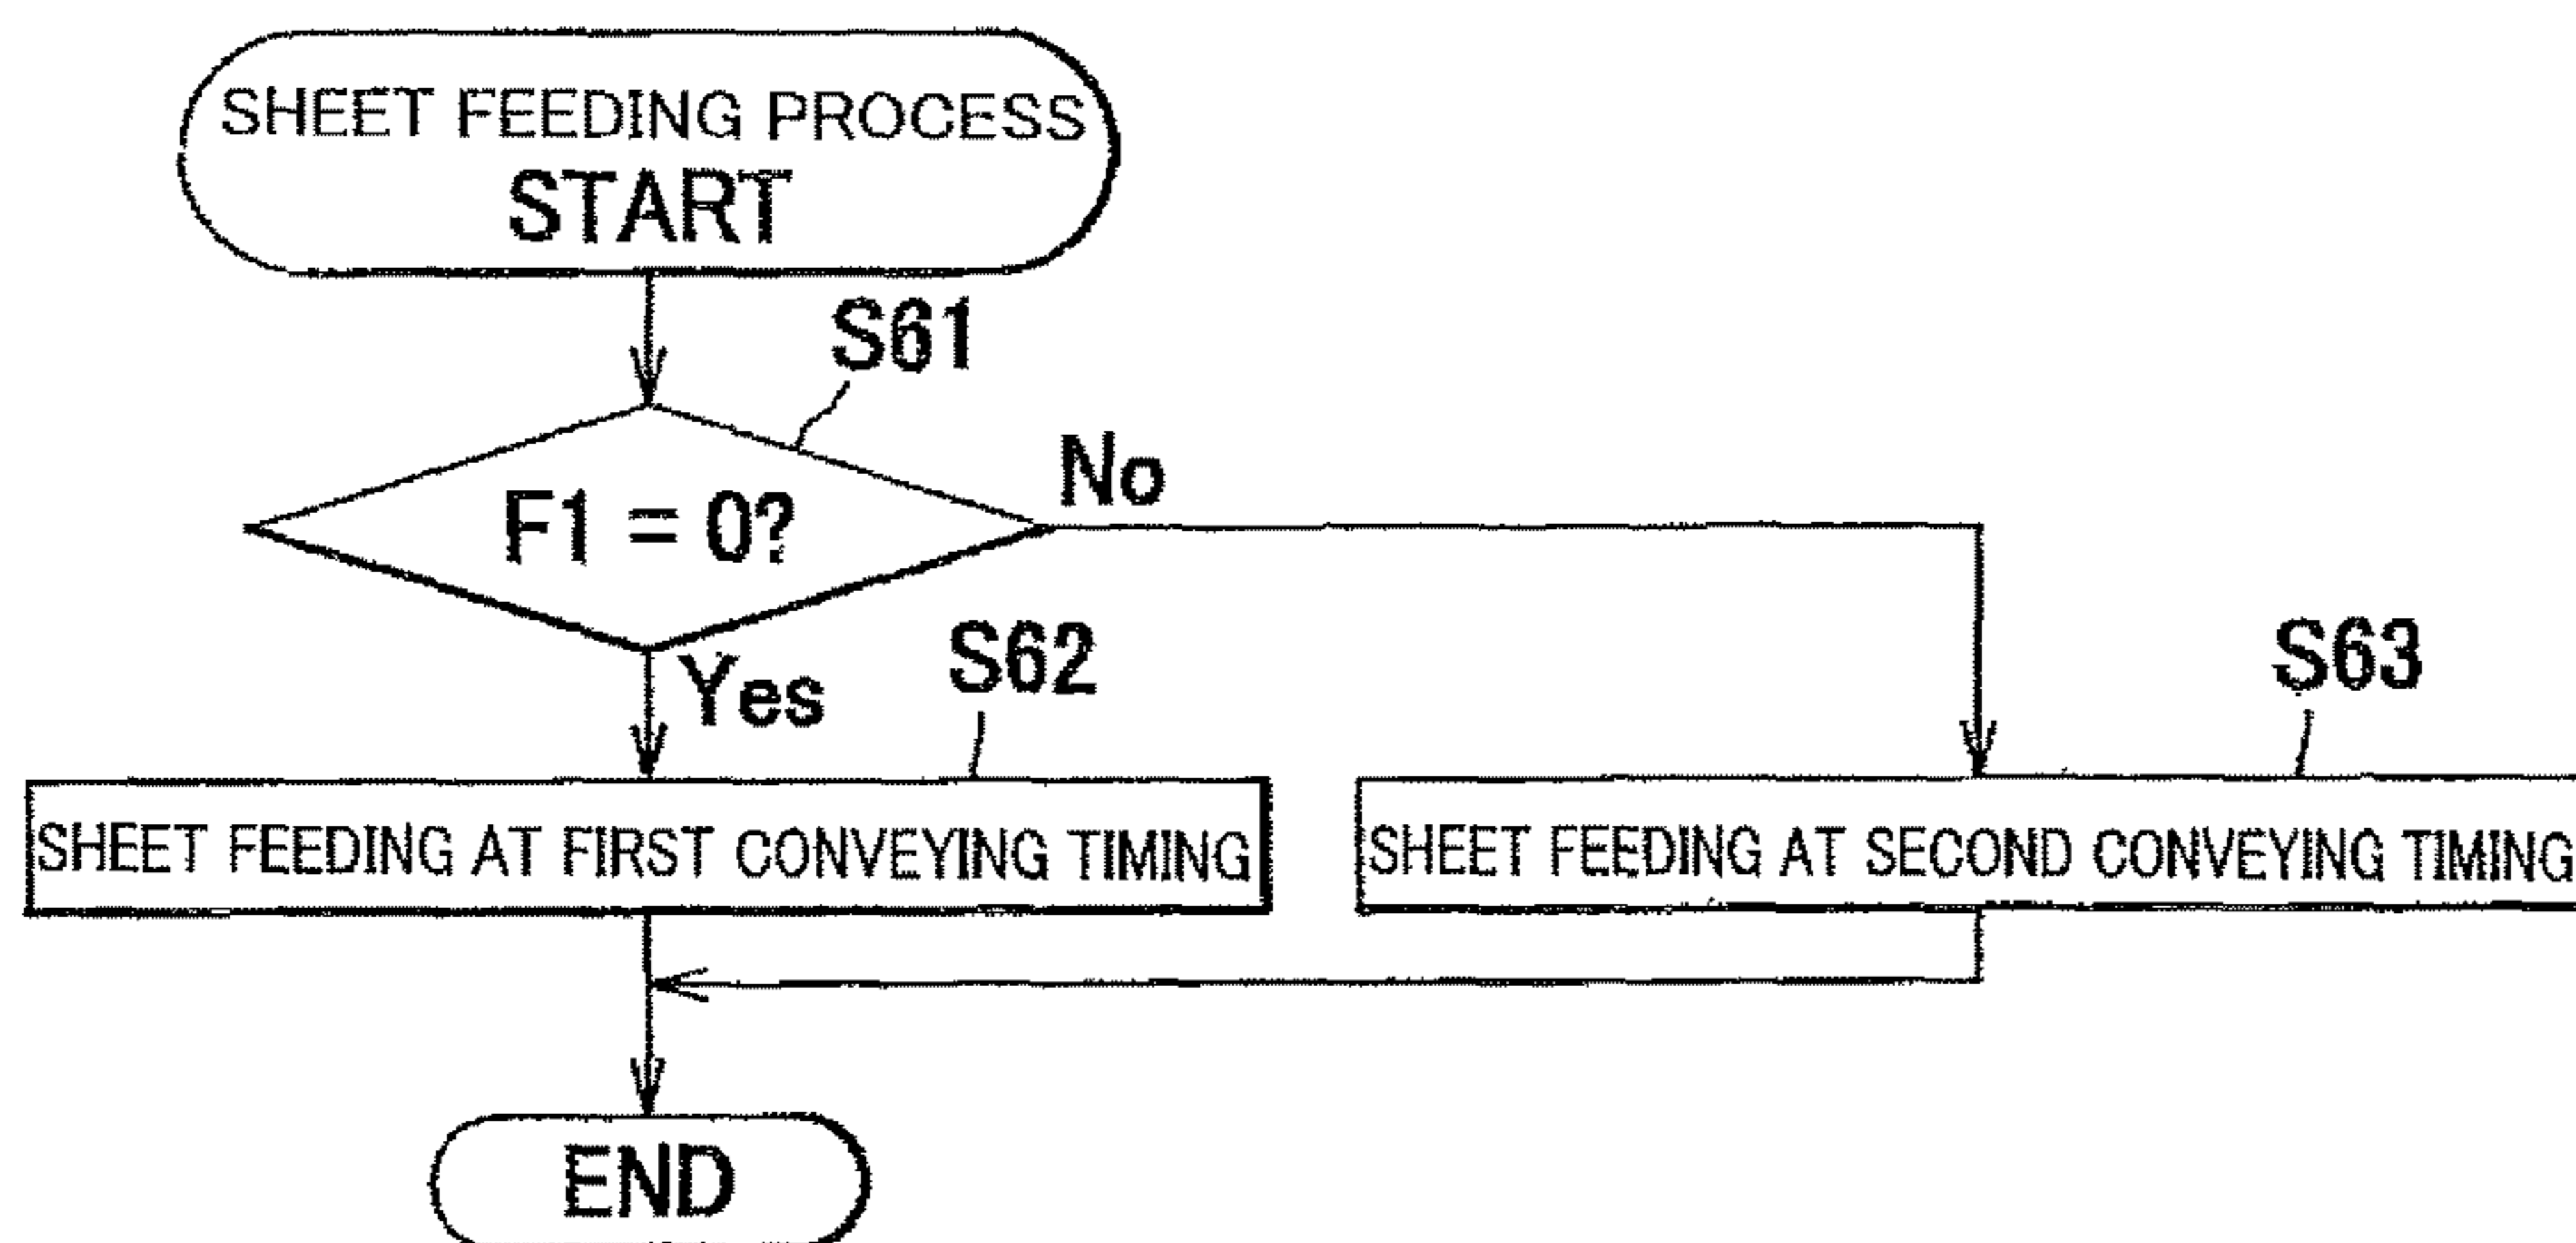 SHEET FEEDING PROCESS
START
S61
F1 = 0?
No
Yes
S62
S63
SHEET FEEDING AT FIRST CONVEYING TIMING
SHEET FEEDING AT SECOND CONVEYING TIMING
END